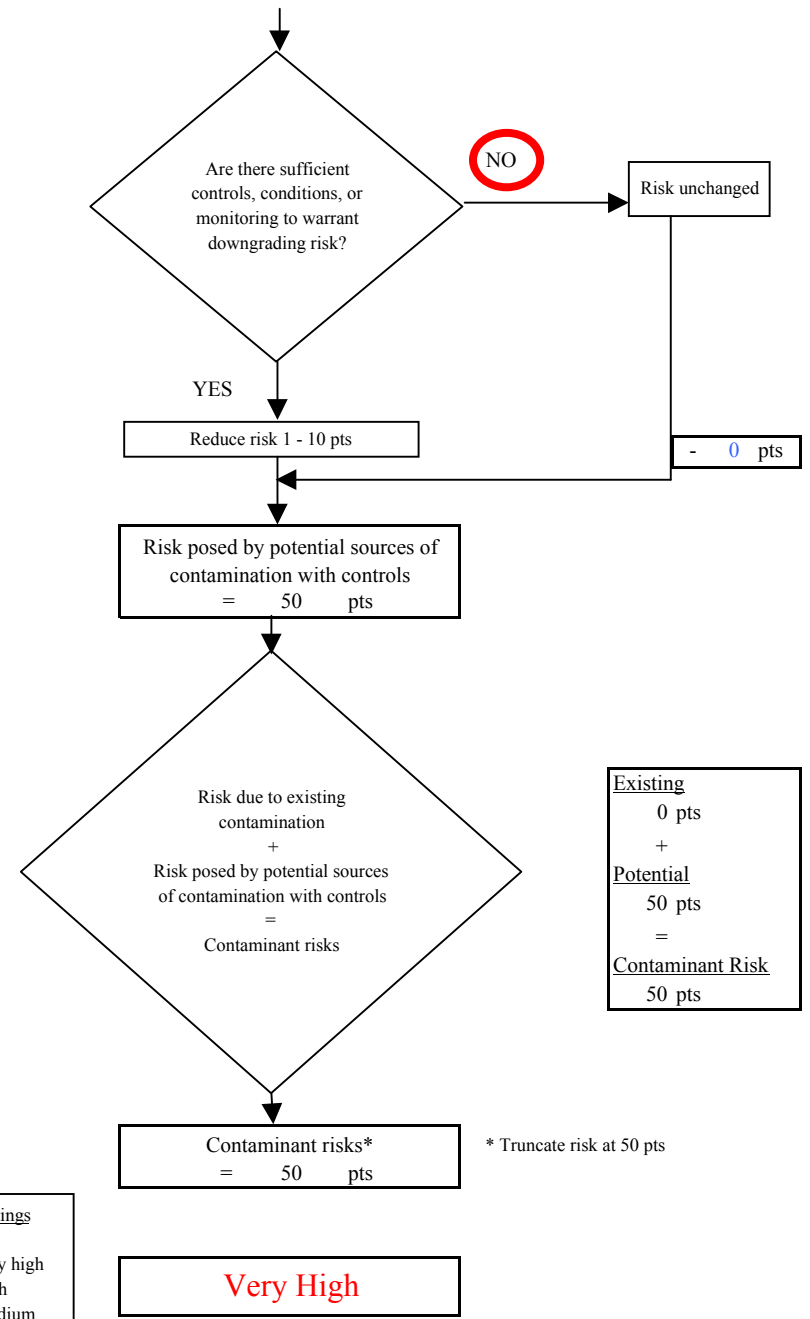 Are there sufficient
controls, conditions, or
monitoring to warrant
downgrading risk?
NO
Risk unchanged
YES
Reduce risk 1 - 10 pts
- 0 pts
Risk posed by potential sources of
contamination with controls
= 50 pts
Risk due to existing
contamination
+
Risk posed by potential sources
of contamination with controls
=
Contaminant risks
Existing
0 pts
+
Potential
50 pts
=
Contaminant Risk
50 pts
Contaminant risks*
= 50 pts
* Truncate risk at 50 pts
high
Very High